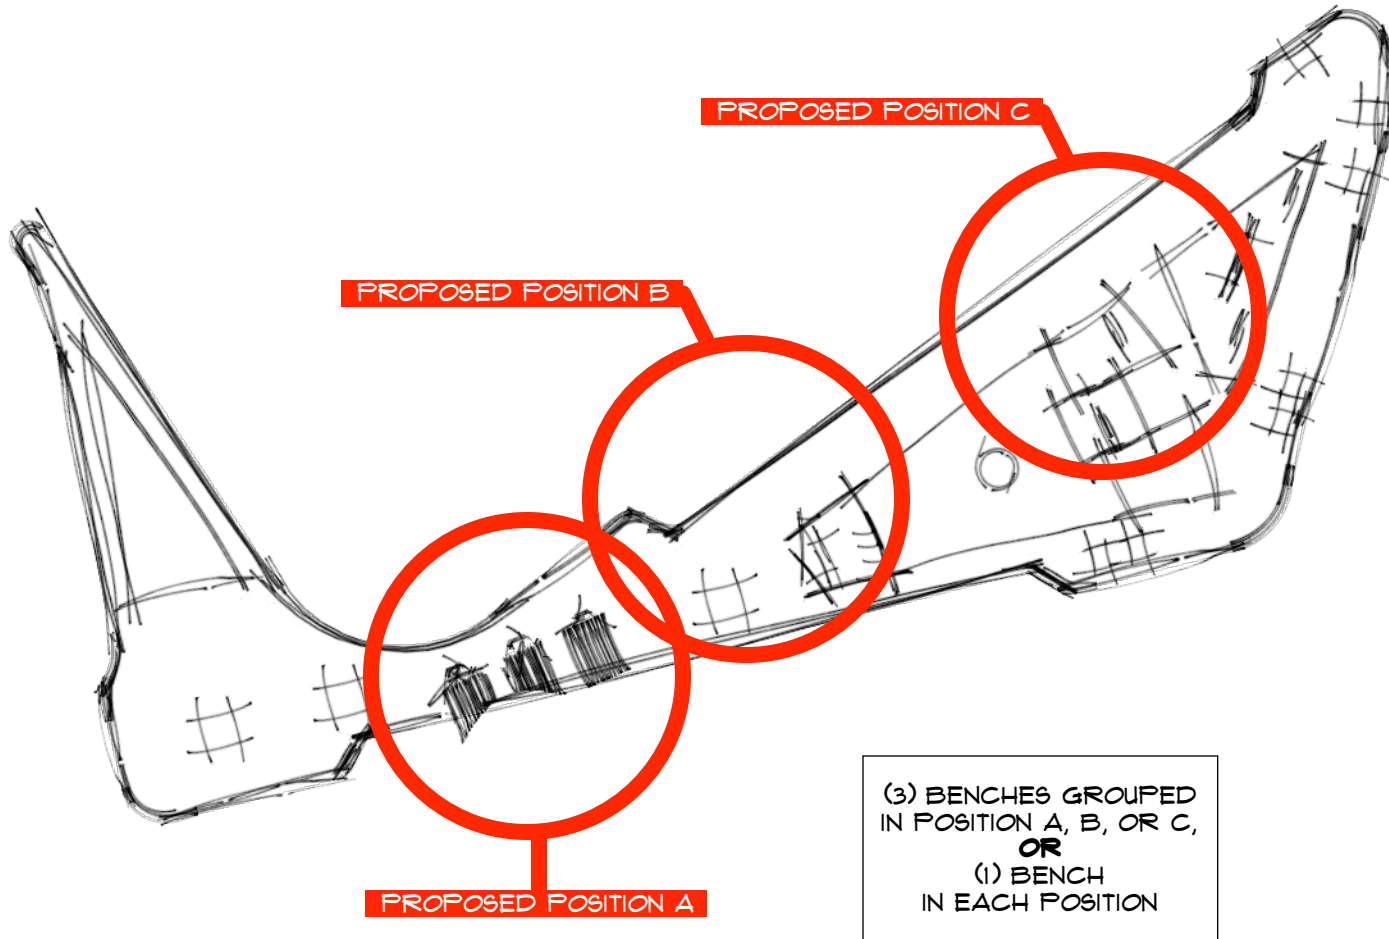 PROPOSED POSITION C
PROPOSED POSITION B
PROPOSED POSITION A
(3) BENCHES GROUPED
IN POSITION A, B, OR C,
OR
(1) BENCH
IN EACH POSITION